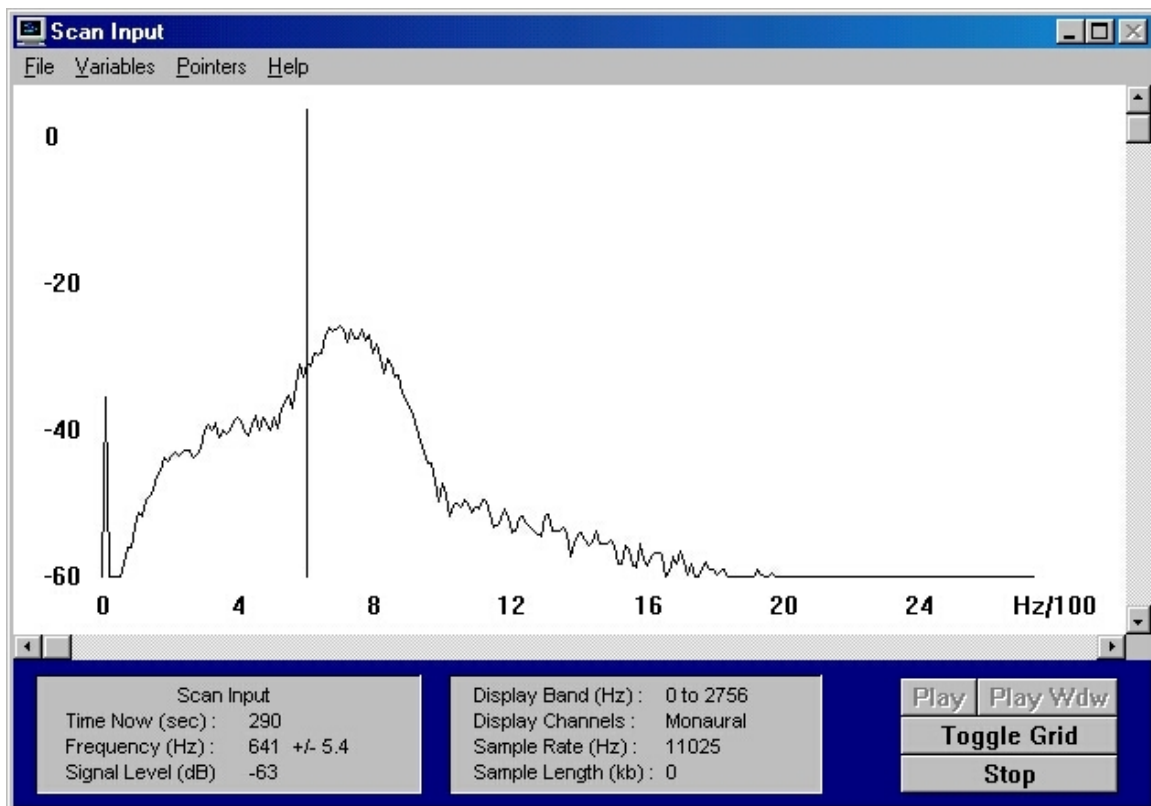 Scan Input
File Variables Pointers Help
0
-20
-40
-60
0 4 8 12 16 20 24 Hz/100
Scan Input
Time Now (sec) : 290
Frequency (Hz) : 641 +/- 5.4
Signal Level (dB) -63
Display Band (Hz) : 0 to 2756
Display Channels : Monaural
Sample Rate (Hz) : 11025
Sample Length (kb) : 0
Play Play Wdw
Toggle Grid
Stop